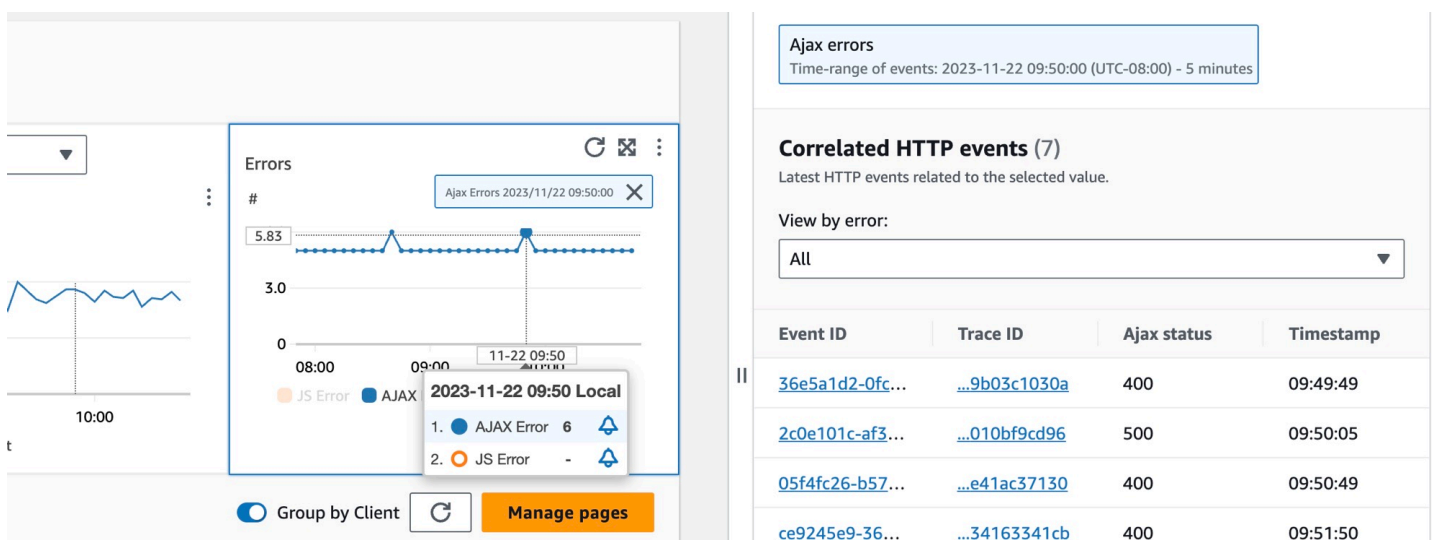 Errors
#
Ajax Errors 2023/11/22 09:50:00
5.83
3.0
0
11-22 09:50
08:00
09:00
JS Error
AJAX
2023-11-22 09:50 Local
1. AJAX Error 6
2. JS Error -
10:00
t
Group by Client
Manage pages
Ajax errors
Time-range of events: 2023-11-22 09:50:00 (UTC-08:00) - 5 minutes
Correlated HTTP events (7)
Latest HTTP events related to the selected value.
View by error:
All
Event ID Trace ID Ajax status Timestamp
36e5a1d2-0fc... ...9b03c1030a 400 09:49:49
2c0e101c-af3... ...010bf9cd96 500 09:50:05
05f4fc26-b57... ...e41ac37130 400 09:50:49
ce9245e9-36... ...34163341cb 400 09:51:50